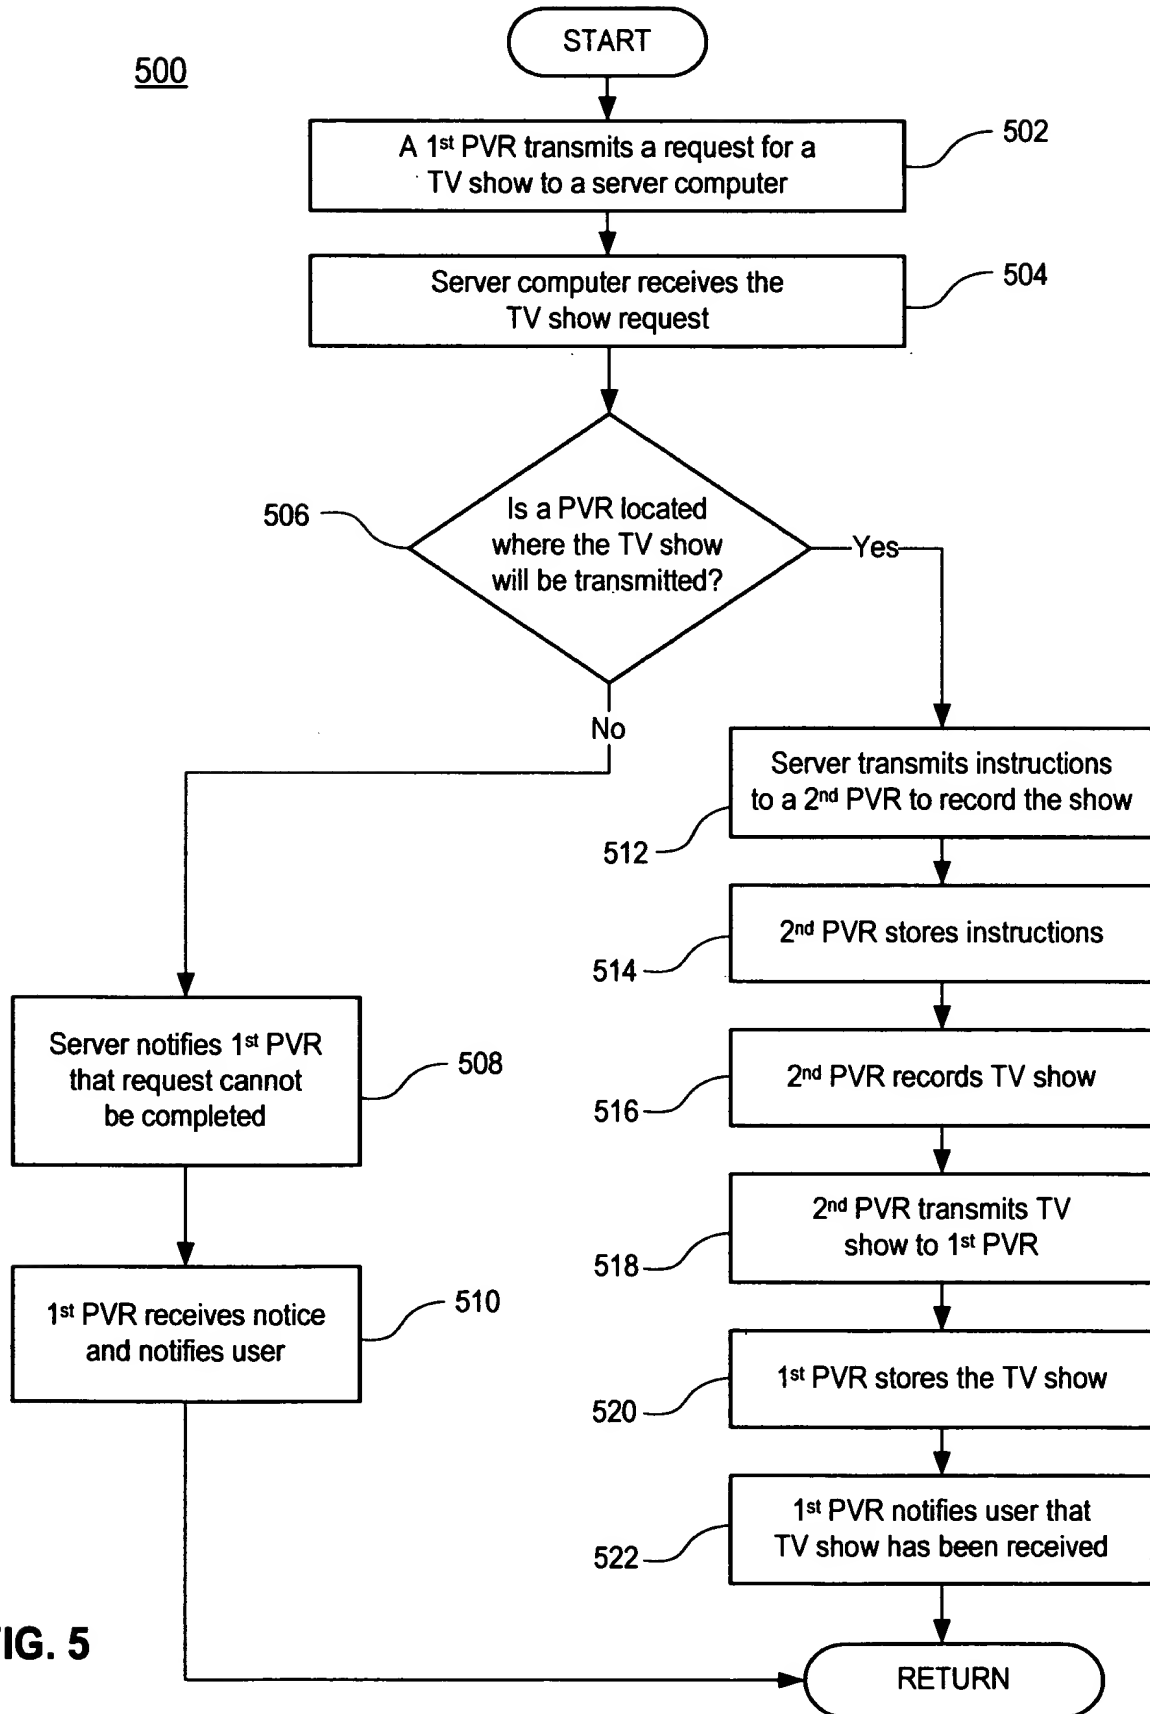 START
500
A 1st PVR transmits a request for a
TV show to a server computer
502
Server computer receives the
TV show request
504
506
Is a PVR located
where the TV show
will be transmitted?
Yes
No
Server transmits instructions
to a 2nd PVR to record the show
512
2nd PVR stores instructions
514
Server notifies 1st PVR
that request cannot
be completed
508
2nd PVR records TV show
516
2nd PVR transmits TV
show to 1st PVR
518
1st PVR receives notice
and notifies user
510
1st PVR stores the TV show
520
1st PVR notifies user that
TV show has been received
522
IG. 5
RETURN